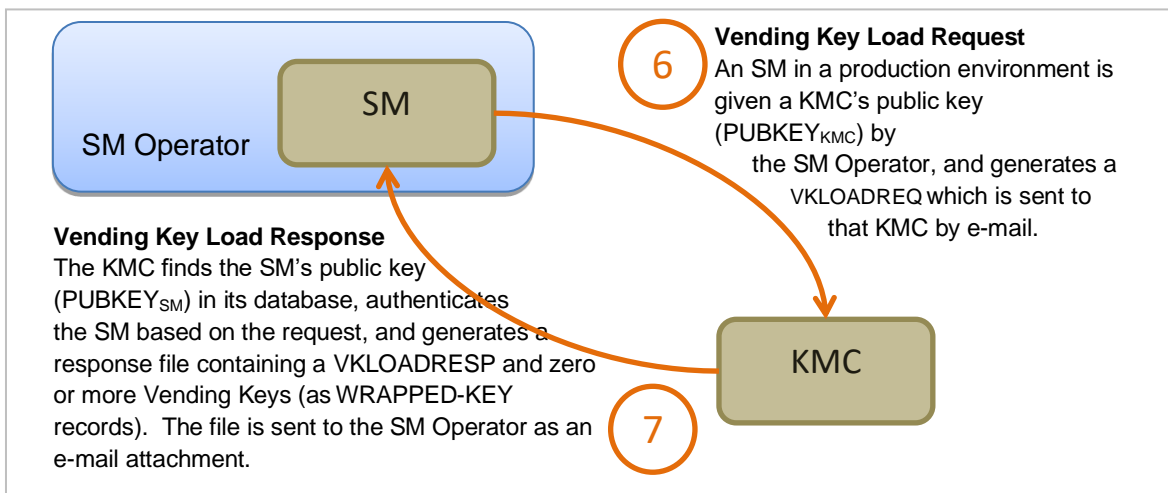 SM
SM Operator
6
Vending Key Load Request
An SM in a production environment is
given a KMC’s public key
(PUBKEYKMC) by
the SM Operator, and generates a
VKLOADREQ which is sent to
that KMC by e-mail.
Vending Key Load Response
The KMC finds the SM’s public key
(PUBKEYSM) in its database, authenticates
the SM based on the request, and generates a
response file containing a VKLOADRESP and zero
or more Vending Keys (as WRAPPED-KEY
records). The file is sent to the SM Operator as an
e-mail attachment.
7
KMC